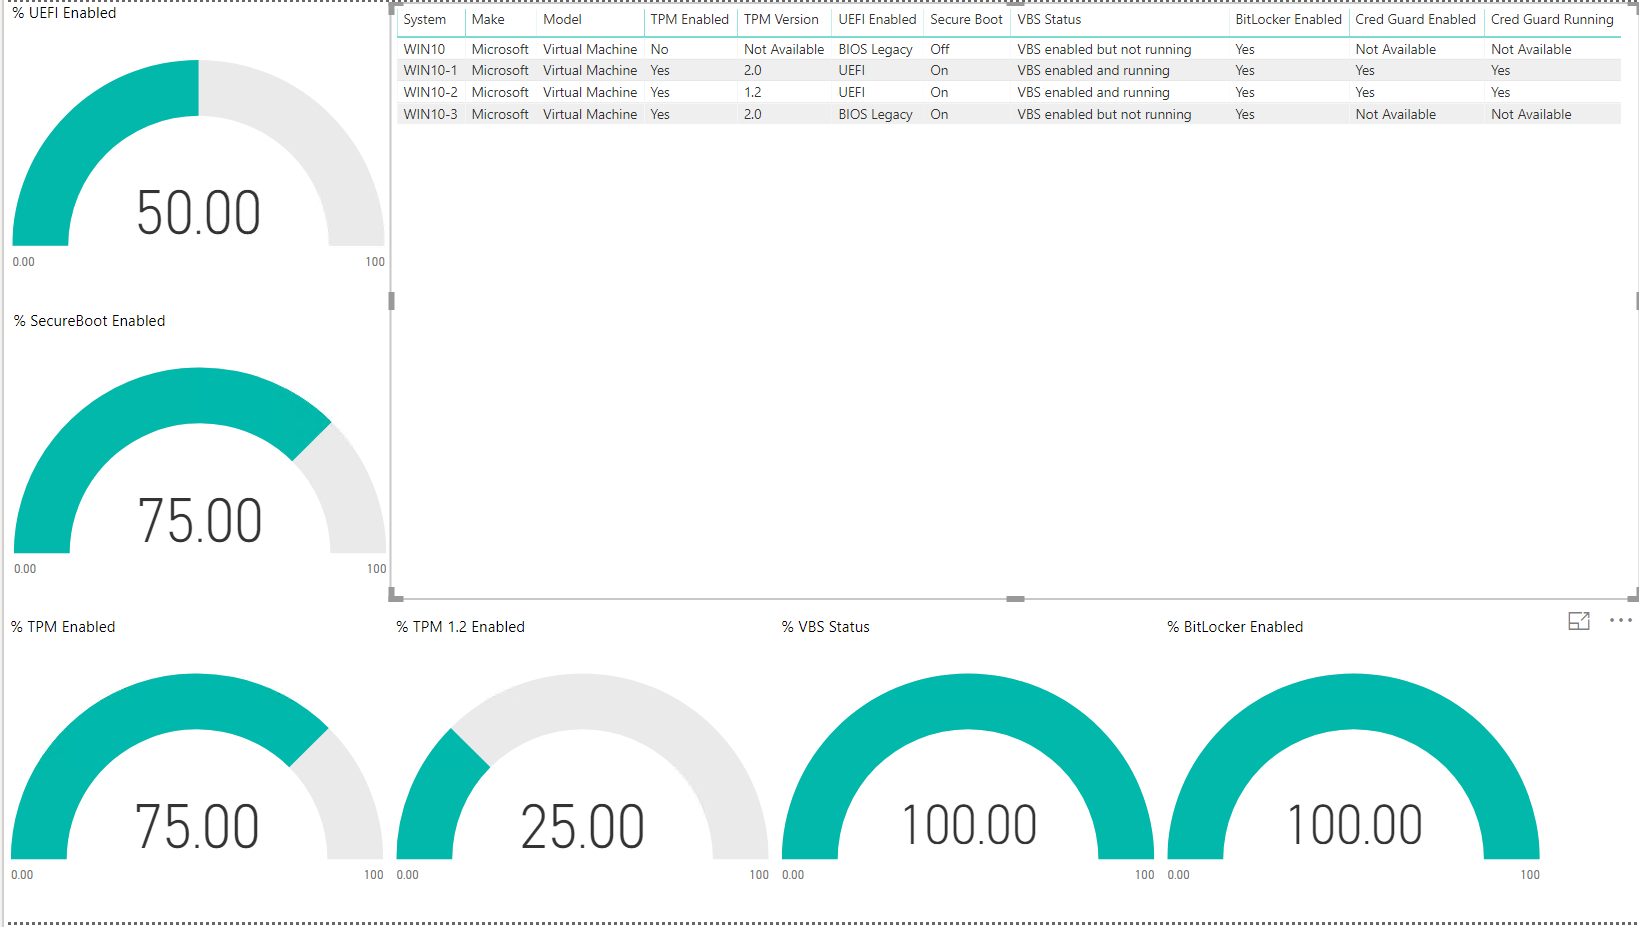 % UEFI Enabled
50.00
0.00 100
% SecureBoot Enabled
75.00
0.00 100
System Make Model TPM Enabled TPM Version UEFI Enabled Secure Boot VBS Status BitLocker Enabled Cred Guard Enabled Cred Guard Running
WIN10 Microsoft Virtual Machine No Not Available BIOS Legacy Off VBS enabled but not running Yes Not Available Not Available
WIN10-1 Microsoft Virtual Machine Yes 2.0 UEFI On VBS enabled and running Yes Yes Yes
WIN10-2 Microsoft Virtual Machine Yes 1.2 UEFI On VBS enabled and running Yes Yes Yes
WIN10-3 Microsoft Virtual Machine Yes 2.0 BIOS Legacy On VBS enabled but not running Yes Not Available Not Available
% TPM Enabled
75.00
0.00 100
% TPM 1.2 Enabled
25.00
0.00 100
% VBS Status
100.00
0.00 100
% BitLocker Enabled
100.00
0.00 100